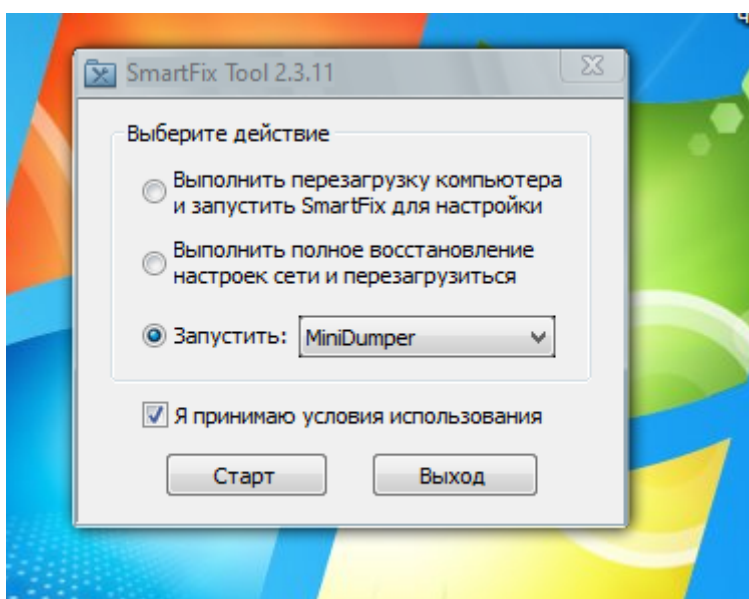 SmartFix Tool 2.3.11
Выберите действие
Выполнить перезагрузку компьютера
и запустить SmartFix для настройки
Выполнить полное восстановление
настроек сети и перезагрузиться
Запустить: MiniDumper
Я принимаю условия использования
Старт Выход